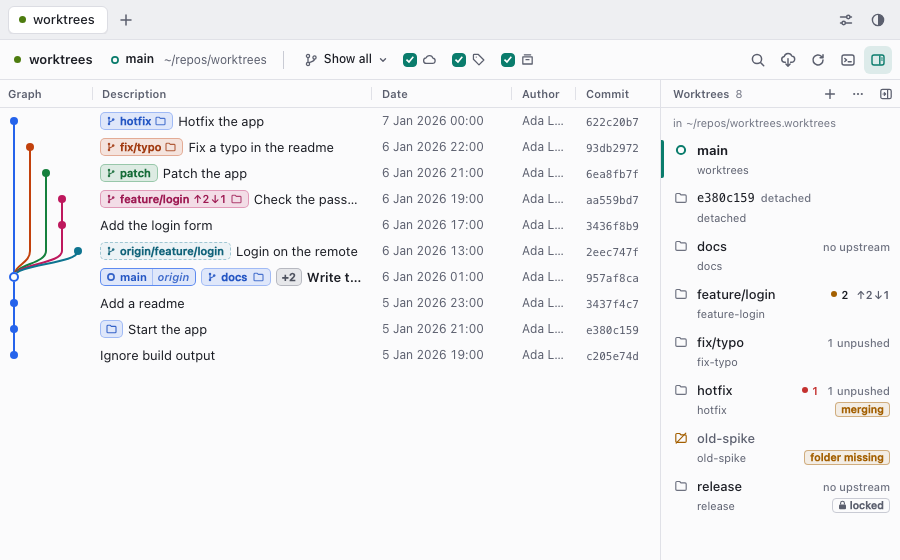 worktrees
worktrees main ~/repos/worktrees Show all
Graph Description Date Author Commit
hotfix Hotfix the app 7 Jan 2026 00:00 Ada L... 622c20b7
fix/typo Fix a typo in the readme 6 Jan 2026 22:00 Ada L... 93db2972
patch Patch the app 6 Jan 2026 21:00 Ada L... 6ea8fb7f
feature/login ↑2↓1 Check the pass... 6 Jan 2026 19:00 Ada L... aa559bd7
Add the login form 6 Jan 2026 17:00 Ada L... 3436f8b9
origin/feature/login Login on the remote 6 Jan 2026 13:00 Ada L... 2eec747f
main origin docs +2 Write t... 6 Jan 2026 01:00 Ada L... 957af8ca
Add a readme 5 Jan 2026 23:00 Ada L... 3437f4c7
Start the app 5 Jan 2026 21:00 Ada L... e380c159
Ignore build output 5 Jan 2026 19:00 Ada L... c205e74d
Worktrees 8
in ~/repos/worktrees.worktrees
main
worktrees
e380c159 detached
detached
docs no upstream
docs
feature/login 2 ↑2↓1
feature-login
fix/typo 1 unpushed
fix-typo
hotfix 1 1 unpushed
hotfix merging
old-spike
old-spike folder missing
release no upstream
release locked